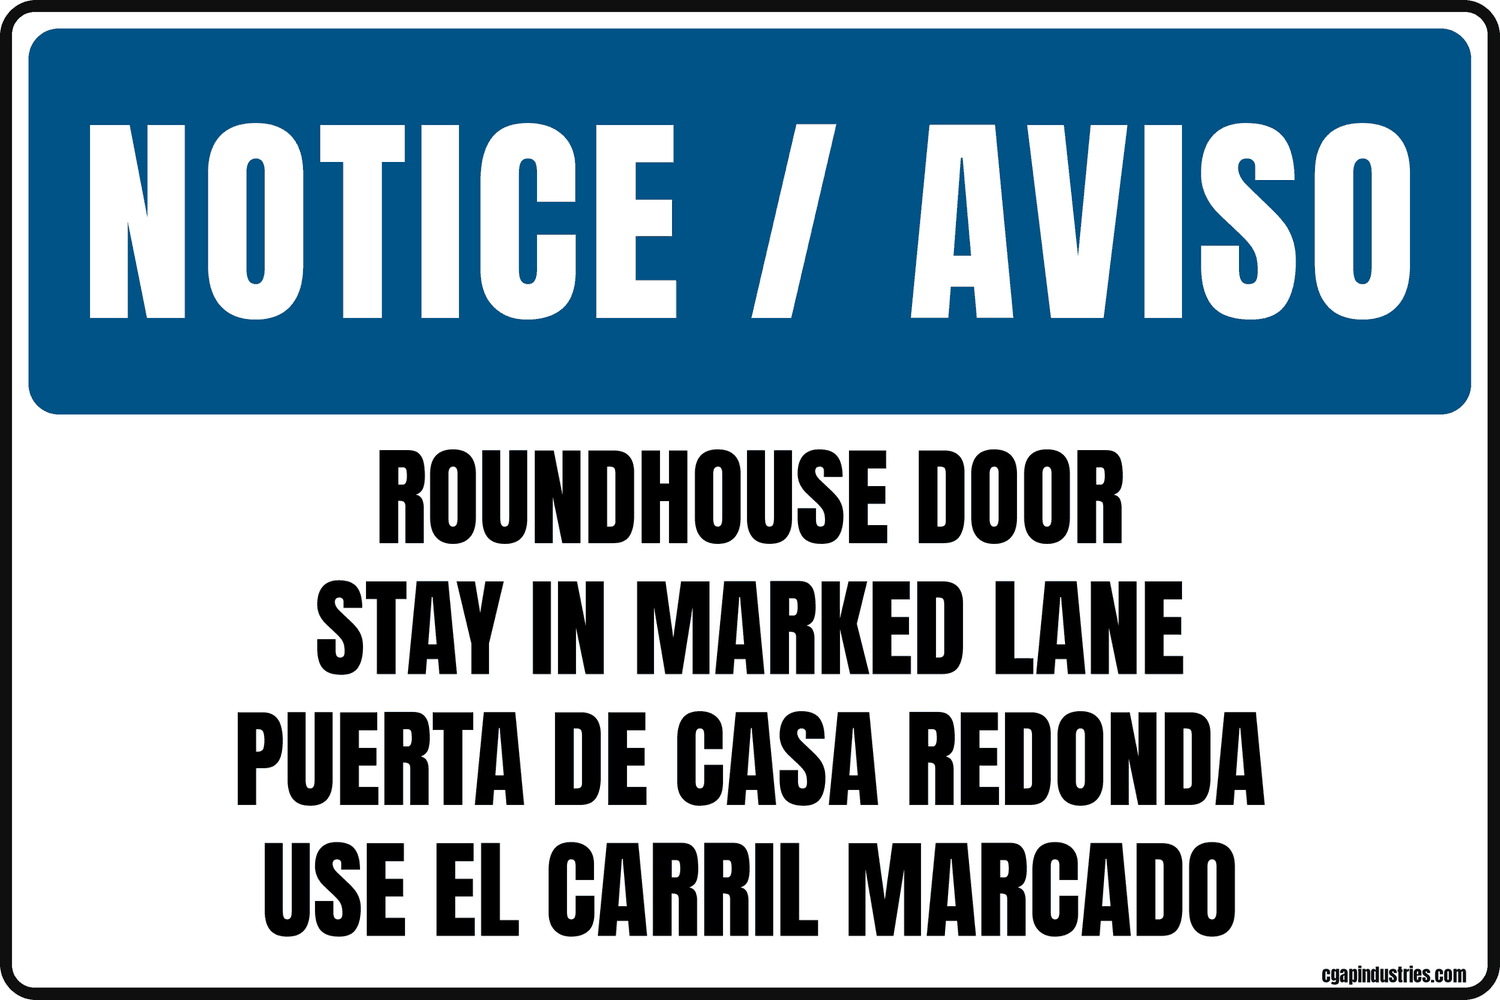 NOTICE / AVISO
ROUNDHOUSE DOOR
STAY IN MARKED LANE
PUERTA DE CASA REDONDA
USE EL CARRIL MARCADO
cgapindustries.com